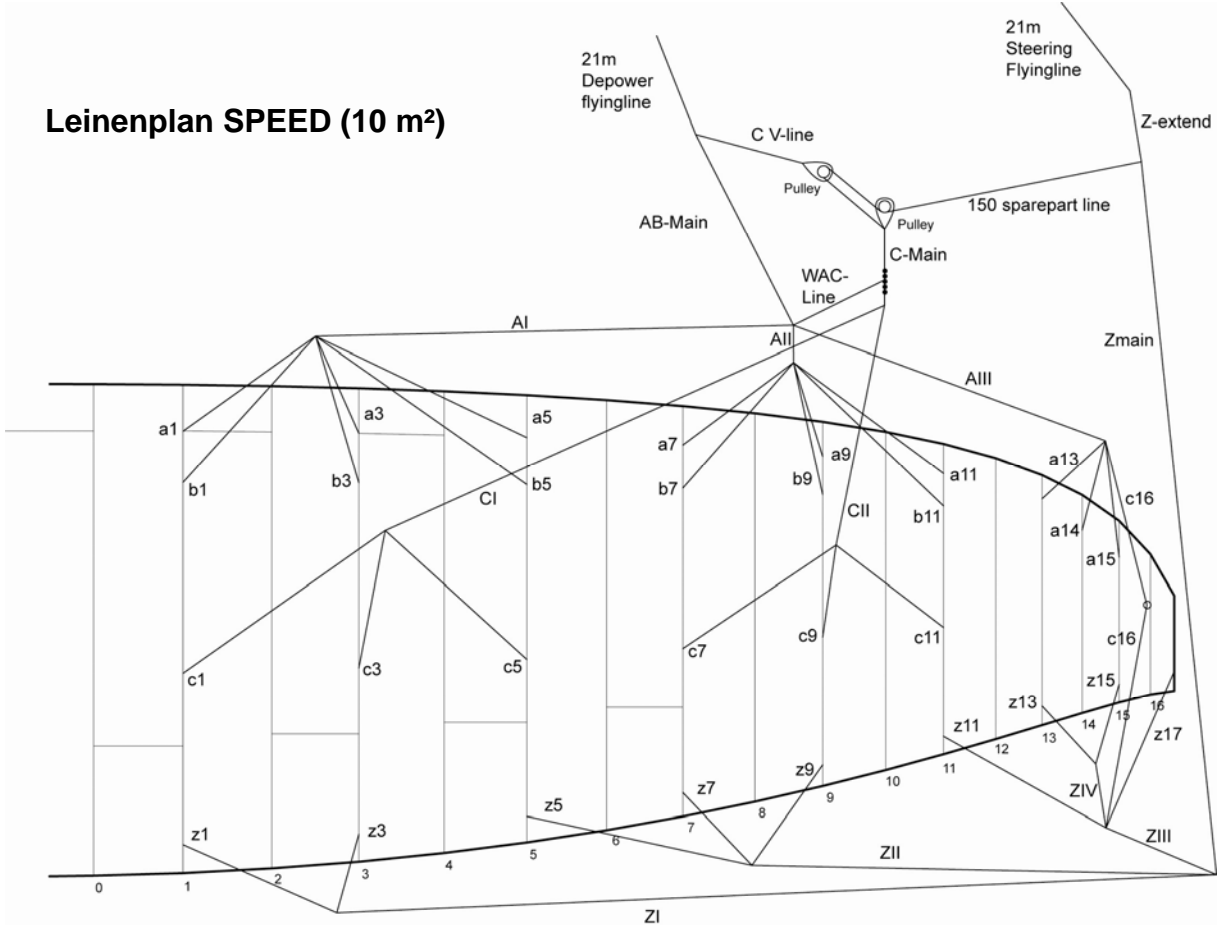 21m
Depower
flyingline
21m
Steering
Flyingline
Leinenplan SPEED (10 m²)
C V-line
Z-extend
Pulley
150 sparepart line
Pulley
AB-Main
C-Main
WAC-
Line
AI
AII
Zmain
AIII
a1
a3
a5
a7
a9
a11
a13
b1
b3
b5
b7
b9
b11
c16
CI
CII
a14
a15
c1
c3
c5
c7
c9
c11
c16
z15
z13
z11
z17
z9
z7
z5
z3
z1
ZIV
ZIII
ZII
ZI
0
1
2
3
4
5
6
7
8
9
10
11
12
13
14
15
16